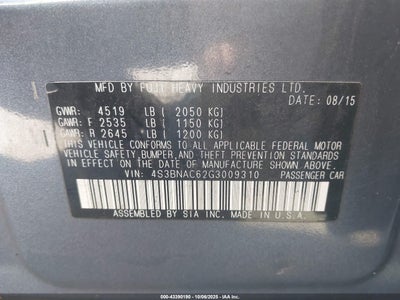 MFD BY FUJI HEAVY INDUSTRIES LTD.
DATE: 08/15
GVWR: 4519 LB ( 2050 KG)
GAWR: F 2535 LB ( 1150 KG)
GAWR: R 2645 *LB ( 1200 KG)
THIS VEHICLE CONFORMS TO ALL APPLICABLE FEDERAL MOTOR
VEHICLE SAFETY, BUMPER, AND THEFT PREVENTION STANDARDS
IN EFFECT ON THE DATE OF MANUFACTURE SHOWN ABOVE.
VIN: 4S3BNAC62G3009310 PASSENGER CAR
ASSEMBLED BY SIA INC. MADE IN U.S.A.
000-43390190 - 10/06/2025 - IAA Inc.